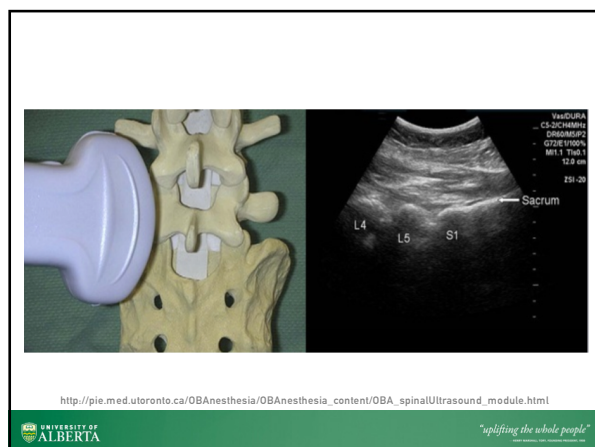 Vas/DURA
C5-2/CH4MHz
DR60/M5/P2
G72/E1/100%
MI1.1 TIs0.1
12.0 cm
ZSI -20
Sacrum
L4
L5
S1
http://pie.med.utoronto.ca/OBAnesthesia/OBAnesthesia_content/OBA_spinalUltrasound_module.html
UNIVERSITY OF
ALBERTA
"uplifting the whole people"